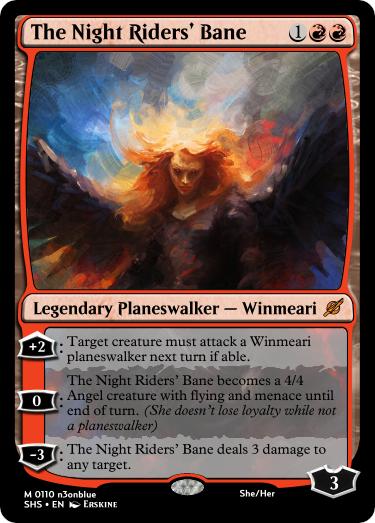 The Night Riders' Bane 1
Legendary Planeswalker — Winmeari
+2: Target creature must attack a Winmeari
planeswalker next turn if able.
The Night Riders' Bane becomes a 4/4
0: Angel creature with flying and menace until
end of turn. (She doesn't lose loyalty while not
a planeswalker)
-3: The Night Riders' Bane deals 3 damage to
any target.
3
M 0110 n3onblue
She/Her
SHS • EN ERSKINE